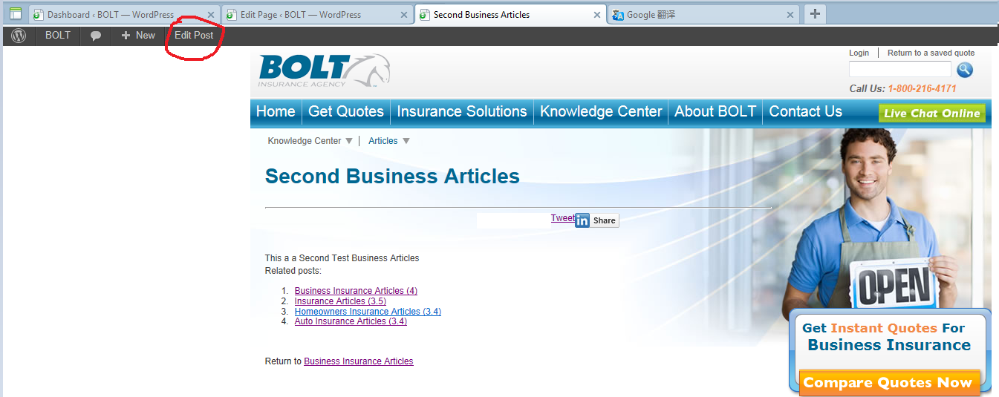 Dashboard ‹ BOLT — WordPress Edit Page ‹ BOLT — WordPress Second Business Articles Google 翻译
BOLT New Edit Post
BOLT
INSURANCE AGENCY
Login Return to a saved quote
Call Us: 1-800-216-4171
Home Get Quotes Insurance Solutions Knowledge Center About BOLT Contact Us Live Chat Online
Knowledge Center Articles
Second Business Articles
Tweet in Share
This a a Second Test Business Articles
Related posts:
1. Business Insurance Articles (4)
2. Insurance Articles (3.5)
3. Homeowners Insurance Articles (3.4)
4. Auto Insurance Articles (3.4)
OPEN
Return to Business Insurance Articles
Get Instant Quotes For
Business Insurance
Compare Quotes Now